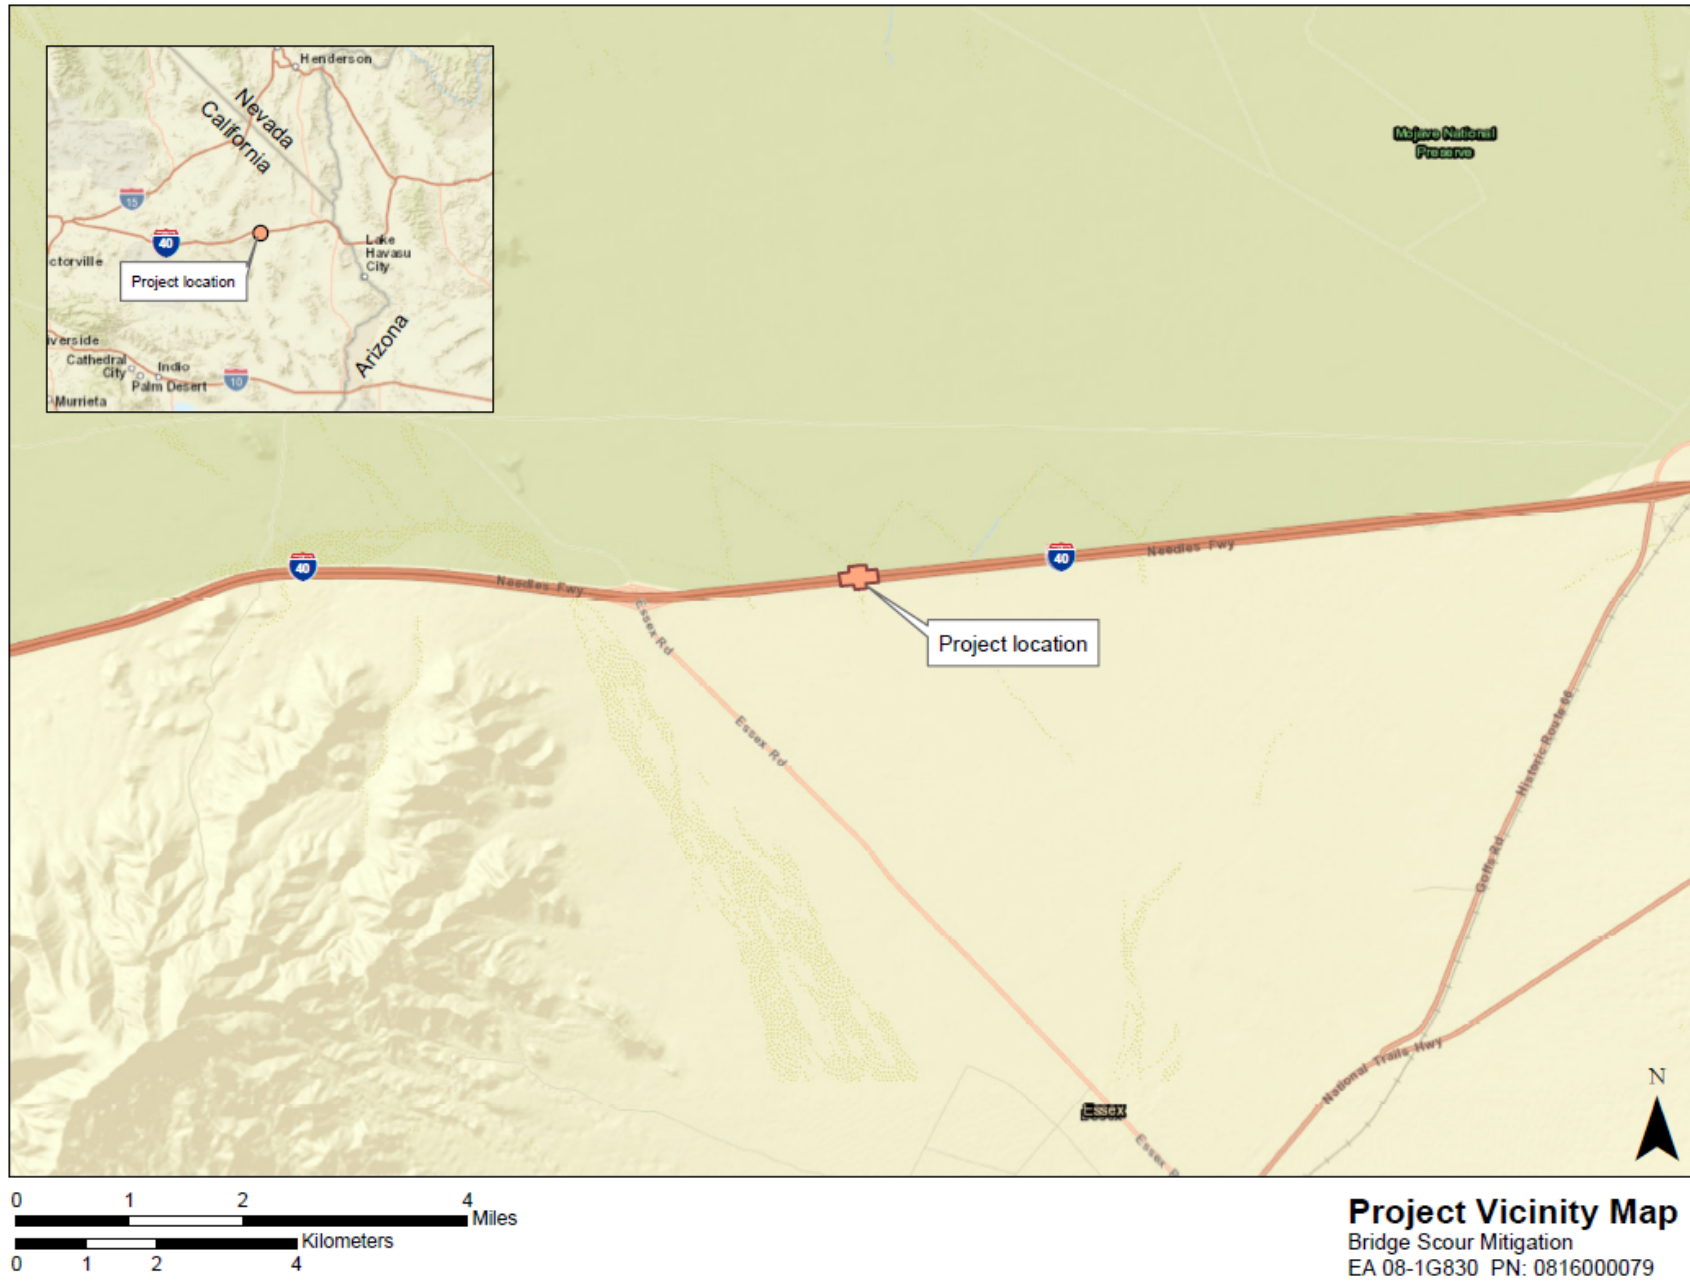 Henderson
Nevada
California
15
40
Lake
Havasu
City
ctorville
Project location
Arizona
iverside
Cathedral
City
Indio
Palm Desert
10
Murrieta
Mojave National
Preserve
40
Needles Fwy
40
Needles Fwy
Essex Rd
Project location
Essex Rd
Historic Route 66
Goffs Rd
National Trails Hwy
Essex
Essex R
N
0 1 2 4
Miles
Kilometers
0 1 2 4
Project Vicinity Map
Bridge Scour Mitigation
EA 08-1G830 PN: 0816000079